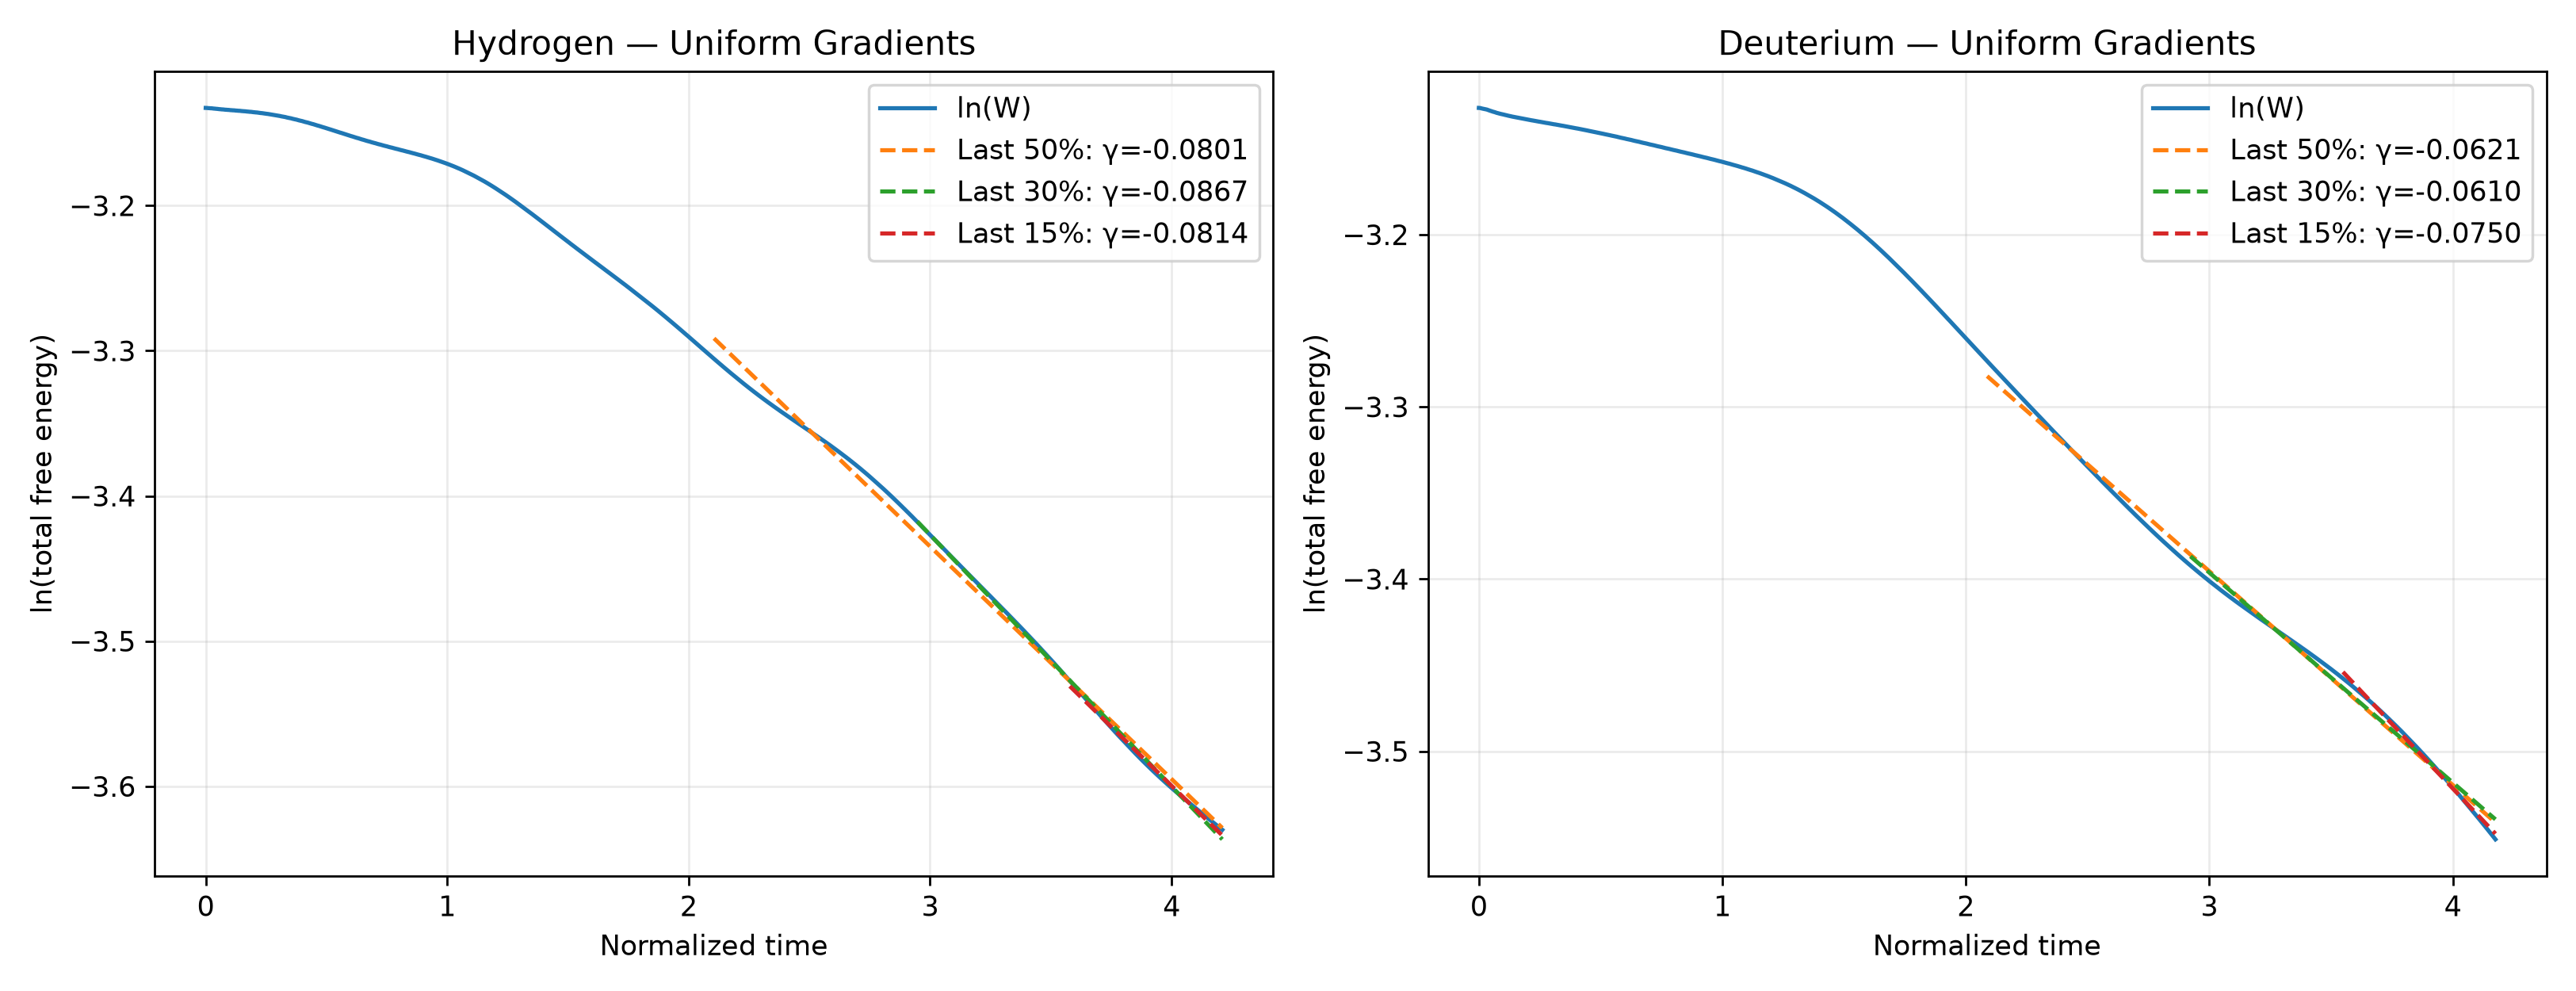 Hydrogen — Uniform Gradients
ln(total free energy)
−3.2
−3.3
−3.4
−3.5
−3.6
0 1 2 3 4
Normalized time
ln(W)
Last 50%: γ=-0.0801
Last 30%: γ=-0.0867
Last 15%: γ=-0.0814
Deuterium — Uniform Gradients
ln(total free energy)
−3.2
−3.3
−3.4
−3.5
0 1 2 3 4
Normalized time
ln(W)
Last 50%: γ=-0.0621
Last 30%: γ=-0.0610
Last 15%: γ=-0.0750